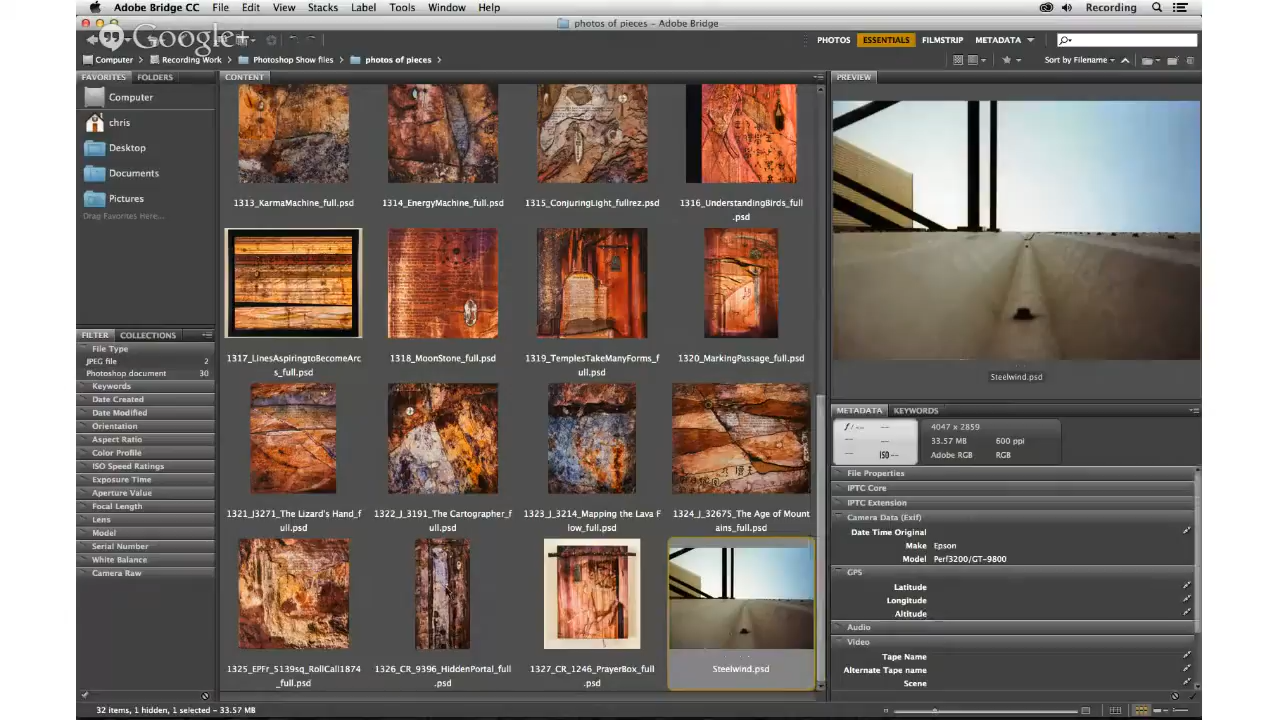 Adobe Bridge CC File Edit View Stacks Label Tools Window Help Recording
photos of pieces – Adobe Bridge
Google+
PHOTOS ESSENTIALS FILMSTRIP METADATA
Computer Recording Work Photoshop Show files photos of pieces
Sort by Filename
FAVORITES FOLDERS
Computer
chris
Desktop
Documents
Pictures
Drag Favorites Here...
FILTER COLLECTIONS
File Type
JPEG file 2
Photoshop document 30
Keywords
Date Created
Date Modified
Orientation
Aspect Ratio
Color Profile
ISO Speed Ratings
Exposure Time
Aperture Value
Focal Length
Lens
Model
Serial Number
White Balance
Camera Raw
CONTENT
1313_KarmaMachine_full.psd
1314_EnergyMachine_full.psd
1315_ConjuringLight_fullrez.psd
1316_UnderstandingBirds_full
.psd
1317_LinesAspiringtoBecomeArc
s_full.psd
1318_MoonStone_full.psd
1319_TemplesTakeManyForms_f
ull.psd
1320_MarkingPassage_full.psd
1321_J3271_The Lizard's Hand_f
ull.psd
1322_J_3191_The Cartographer_f
ull.psd
1323_J_3214_Mapping the Lava F
low_full.psd
1324_J_32675_The Age of Mount
ains_full.psd
1325_EPFr_5139sq_RollCall1874
_full.psd
1326_CR_9396_HiddenPortal_full
.psd
1327_CR_1246_PrayerBox_full
.psd
Steelwind.psd
PREVIEW
Steelwind.psd
METADATA KEYWORDS
f/-- --
-- --
-- ISO--
4047 x 2859
33.57 MB 600 ppi
Adobe RGB RGB
File Properties
IPTC Core
IPTC Extension
Camera Data (Exif)
Date Time Original
Make Epson
Model Perf3200/GT-9800
GPS
Latitude
Longitude
Altitude
Audio
Video
Tape Name
Alternate Tape name
Scene
32 items, 1 hidden, 1 selected – 33.57 MB